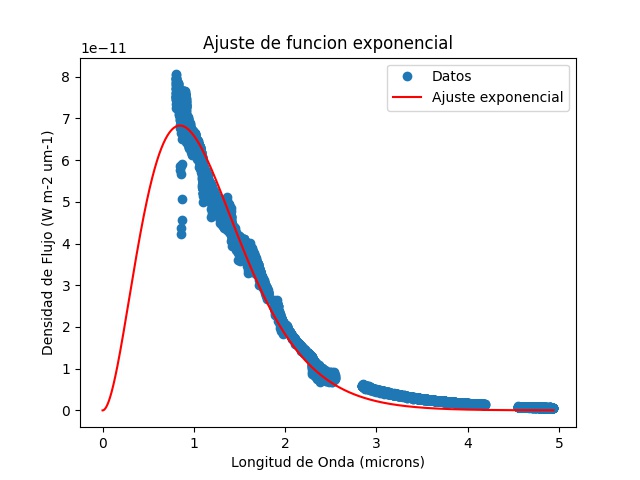 Ajuste de funcion exponencial
1e−11
Datos
Ajuste exponencial
8
7
6
5
4
3
2
1
0
Densidad de Flujo (W m-2 um-1)
0 1 2 3 4 5
Longitud de Onda (microns)